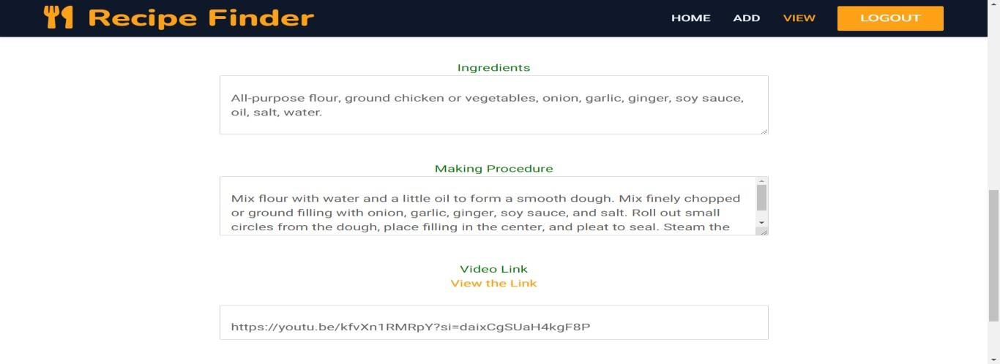 Recipe Finder
HOME ADD VIEW LOGOUT
Ingredients
All-purpose flour, ground chicken or vegetables, onion, garlic, ginger, soy sauce,
oil, salt, water.
Making Procedure
Mix flour with water and a little oil to form a smooth dough. Mix finely chopped
or ground filling with onion, garlic, ginger, soy sauce, and salt. Roll out small
circles from the dough, place filling in the center, and pleat to seal. Steam the
Video Link
View the Link
https://youtu.be/kfvXn1RMRpY?si=daixCgSUaH4kgF8P